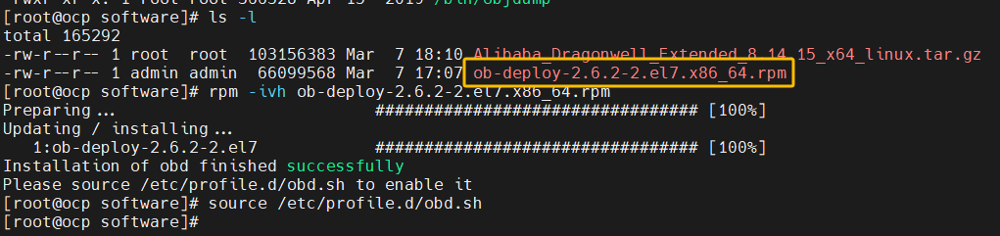 [root@ocp software]# ls -l
total 165292
-rw-r--r-- 1 root  root  103156383 Mar  7 18:10 Alibaba_Dragonwell_Extended_8.14.15_x64_linux.tar.gz
-rw-r--r-- 1 admin admin  66099568 Mar  7 17:07 ob-deploy-2.6.2-2.el7.x86_64.rpm
[root@ocp software]# rpm -ivh ob-deploy-2.6.2-2.el7.x86_64.rpm
Preparing... ################################# [100%]
Updating / installing...
1:ob-deploy-2.6.2-2.el7 ################################# [100%]
Installation of obd finished successfully
Please source /etc/profile.d/obd.sh to enable it
[root@ocp software]# source /etc/profile.d/obd.sh
[root@ocp software]#